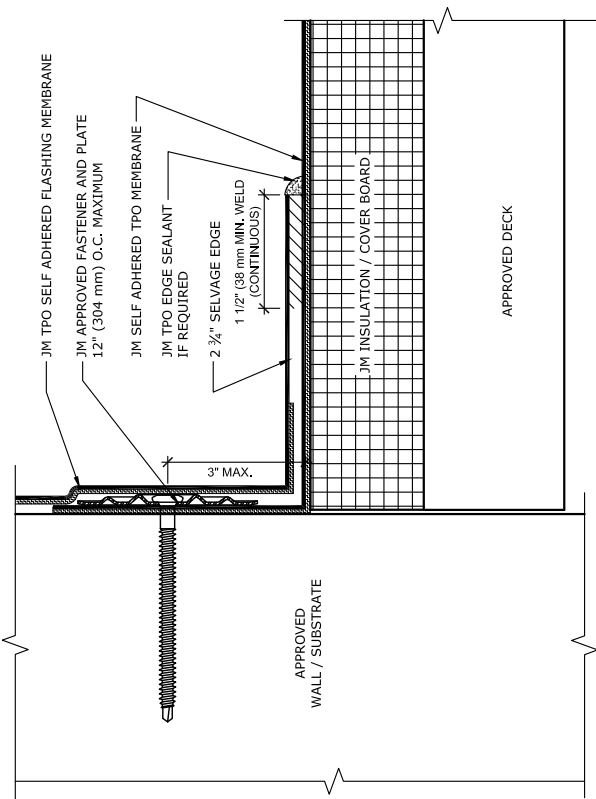 JM TPO SELF ADHERED FLASHING MEMBRANE
JM APPROVED FASTENER AND PLATE
12" (304 mm) O.C. MAXIMUM
JM SELF ADHERED TPO MEMBRANE
JM TPO EDGE SEALANT
IF REQUIRED
2 ¾" SELVAGE EDGE
1 1/2" (38 mm MIN. WELD
(CONTINUOUS)
3" MAX.
JM INSULATION / COVER BOARD
APPROVED DECK
APPROVED
WALL / SUBSTRATE